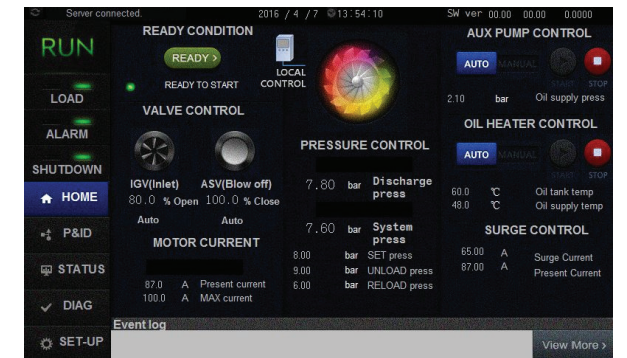 Server connected.
2016 / 4 / 7 13:54:10
SW ver 00.00 00.00 0.0000
RUN
LOAD
ALARM
SHUTDOWN
HOME
P&ID
STATUS
DIAG
SET-UP
READY CONDITION
READY >
READY TO START
LOCAL
CONTROL
VALVE CONTROL
IGV(Inlet) ASV(Blow off)
80.0 % Open 100.0 % Close
Auto Auto
MOTOR CURRENT
87.0 A Present current
100.0 A MAX current
PRESSURE CONTROL
7.80 bar Discharge
press
7.60 bar System
press
8.00 bar SET press
9.00 bar UNLOAD press
6.00 bar RELOAD press
AUX PUMP CONTROL
AUTO MANUAL
START STOP
2.10 bar Oil supply press
OIL HEATER CONTROL
AUTO MANUAL
START STOP
60.0 ℃ Oil tank temp
48.0 ℃ Oil supply temp
SURGE CONTROL
65.00 A Surge Current
87.00 A Present Current
Event log
View More >